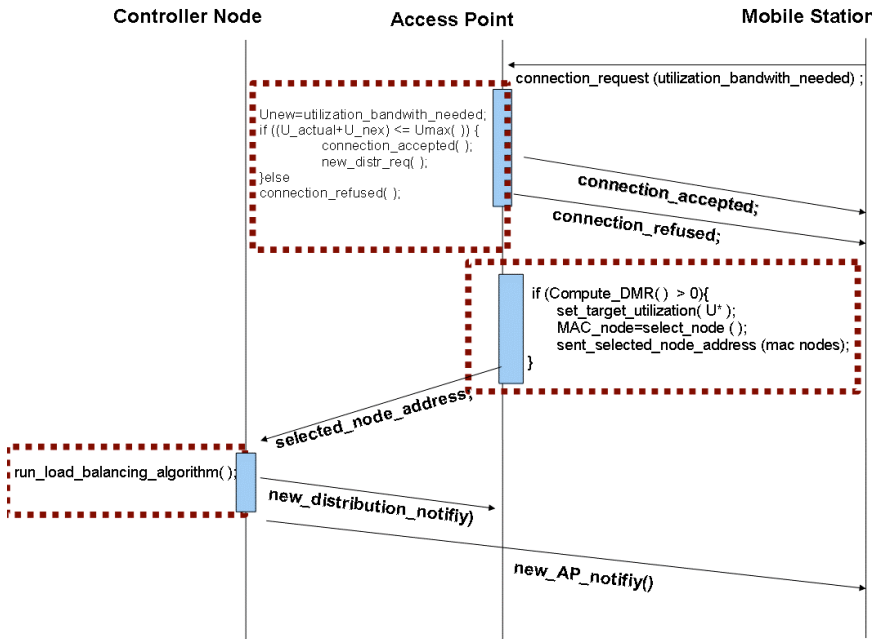 Controller Node
Access Point
Mobile Station
connection_request (utilization_bandwith_needed) ;
Unew=utilization_bandwith_needed;
if ((U_actual+U_nex) <= Umax( )) {
connection_accepted( );
new_distr_req( );
}else
connection_refused( );
connection_accepted;
connection_refused;
if (Compute_DMR( ) > 0){
set_target_utilization( U* );
MAC_node=select_node ( );
sent_selected_node_address (mac nodes);
}
selected_node_address;
run_load_balancing_algorithm( );
new_distribution_notifiy)
new_AP_notifiy()